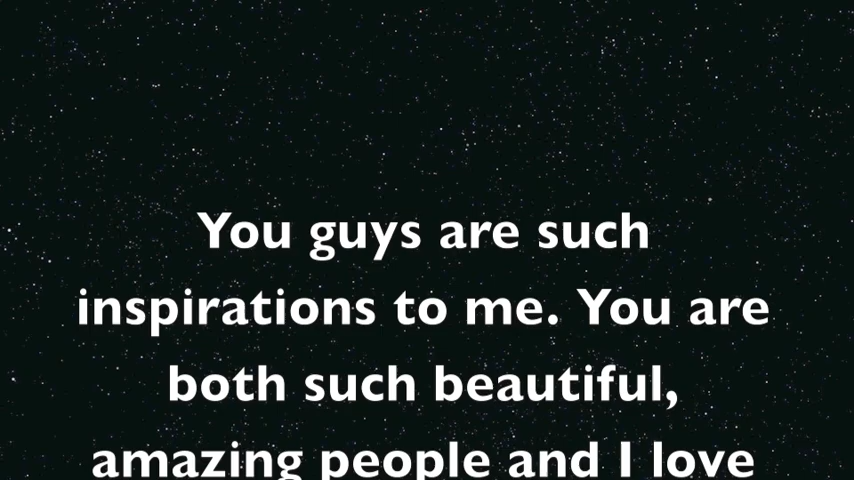 You guys are such
inspirations to me. You are
both such beautiful,
amazing people and I love